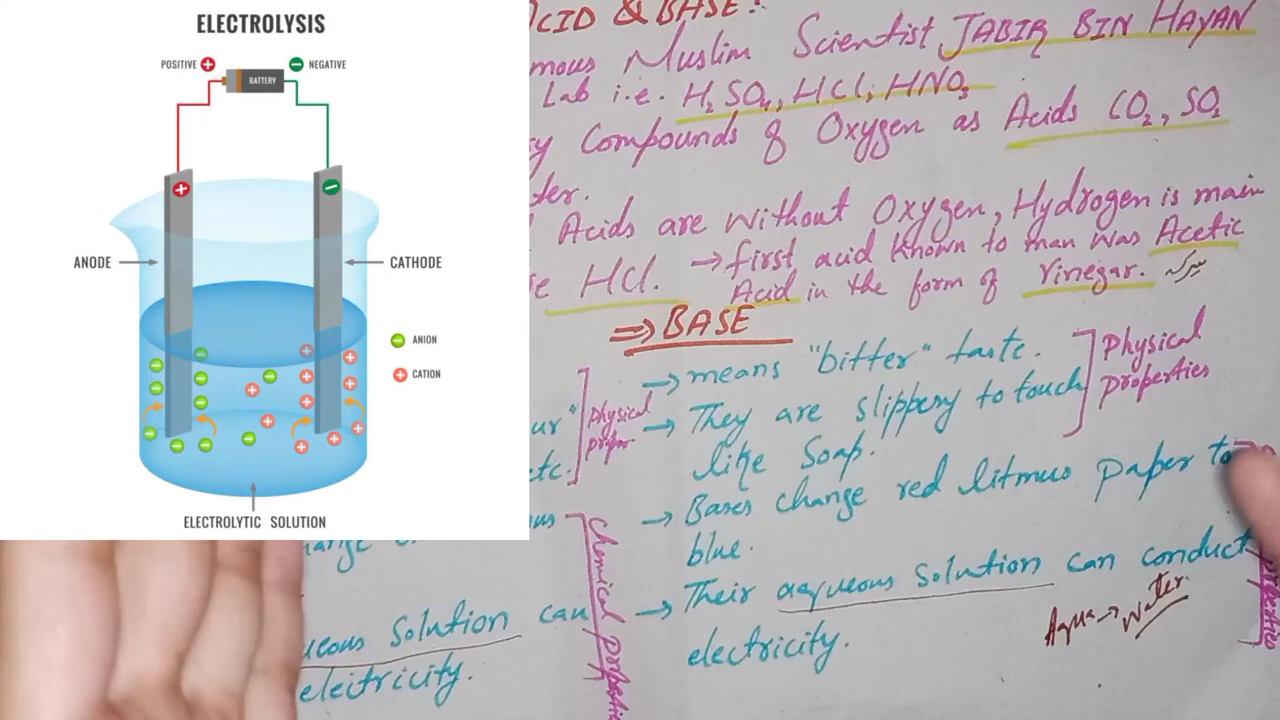 ELECTROLYSIS
POSITIVE +
− NEGATIVE
BATTERY
+
−
ANODE
CATHODE
ANION
CATION
ELECTROLYTIC SOLUTION
ACID & BASE:
Muslim Scientist JABIR BIN HAYAN
Lab i.e. H₂SO₄, HCl, HNO₃
Compounds of Oxygen as Acids CO₂, SO₂
Acids are without Oxygen, Hydrogen is main
HCl. → first acid known to man was Acetic
Acid in the form of Vinegar. سرکہ
⇒ BASE
→ means "bitter" taste.
→ They are slippery to touch
like Soap.
Physical
properties
Physical
→ Bases change red litmus paper to
blue.
→ Their aqueous solution can conduct
electricity.
Aqua → water
Solution can
electricity.
Chemical